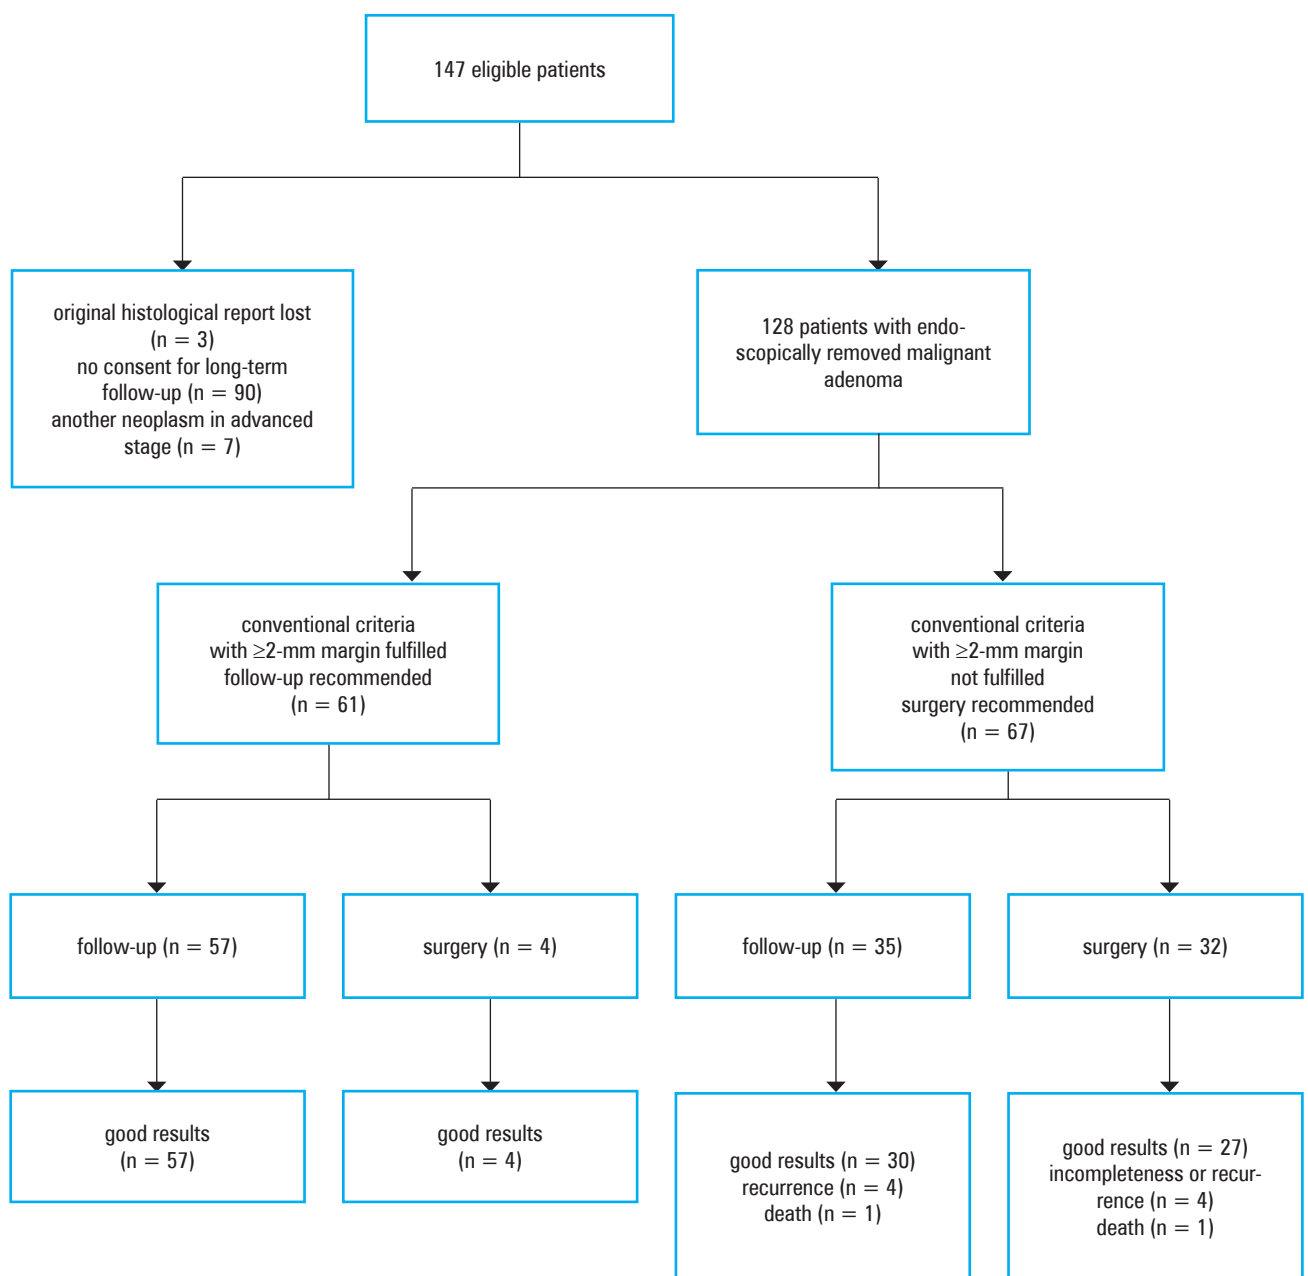 147 eligible patients
original histological report lost
(n = 3)
no consent for long-term
follow-up (n = 90)
another neoplasm in advanced
stage (n = 7)
128 patients with endo-
scopically removed malignant
adenoma
conventional criteria
with ≥2-mm margin fulfilled
follow-up recommended
(n = 61)
conventional criteria
with ≥2-mm margin
not fulfilled
surgery recommended
(n = 67)
follow-up (n = 57)
surgery (n = 4)
follow-up (n = 35)
surgery (n = 32)
good results
(n = 57)
good results
(n = 4)
good results (n = 30)
recurrence (n = 4)
death (n = 1)
good results (n = 27)
incompleteness or recur-
rence (n = 4)
death (n = 1)